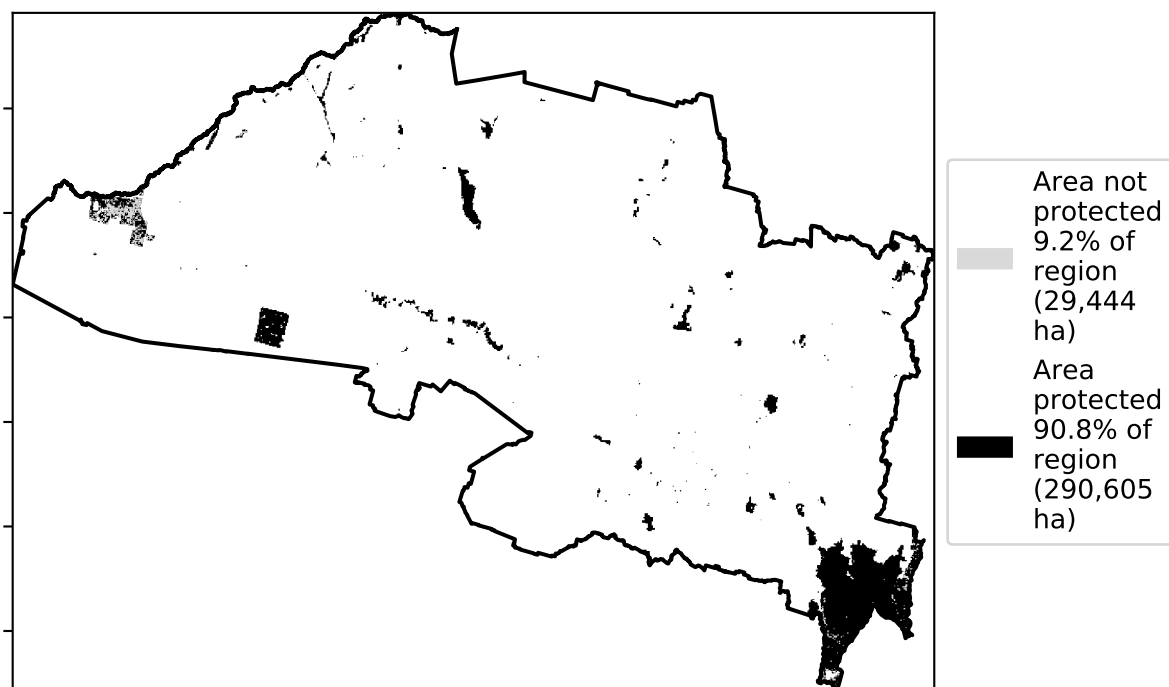 Area not
protected
9.2% of
region
(29,444
ha)
Area
protected
90.8% of
region
(290,605
ha)